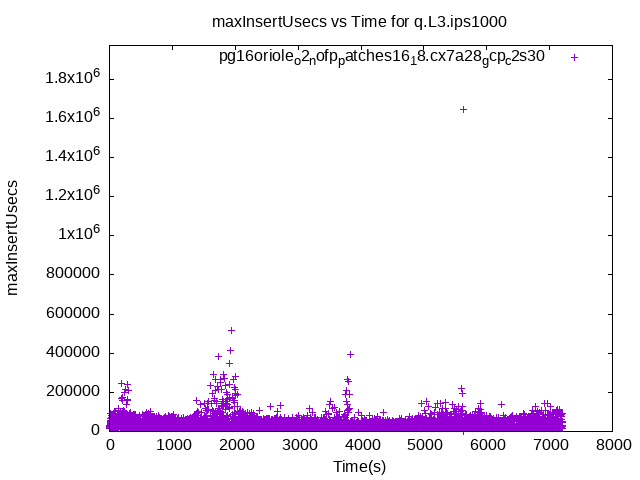 maxInsertUsecs vs Time for q.L3.ips1000
pg16oriole_o2_nofp_patches16_18.cx7a28_gcp_c2s30
1.8x10^6
1.6x10^6
1.4x10^6
1.2x10^6
1x10^6
800000
600000
400000
200000
0
maxInsertUsecs
0 1000 2000 3000 4000 5000 6000 7000 8000
Time(s)